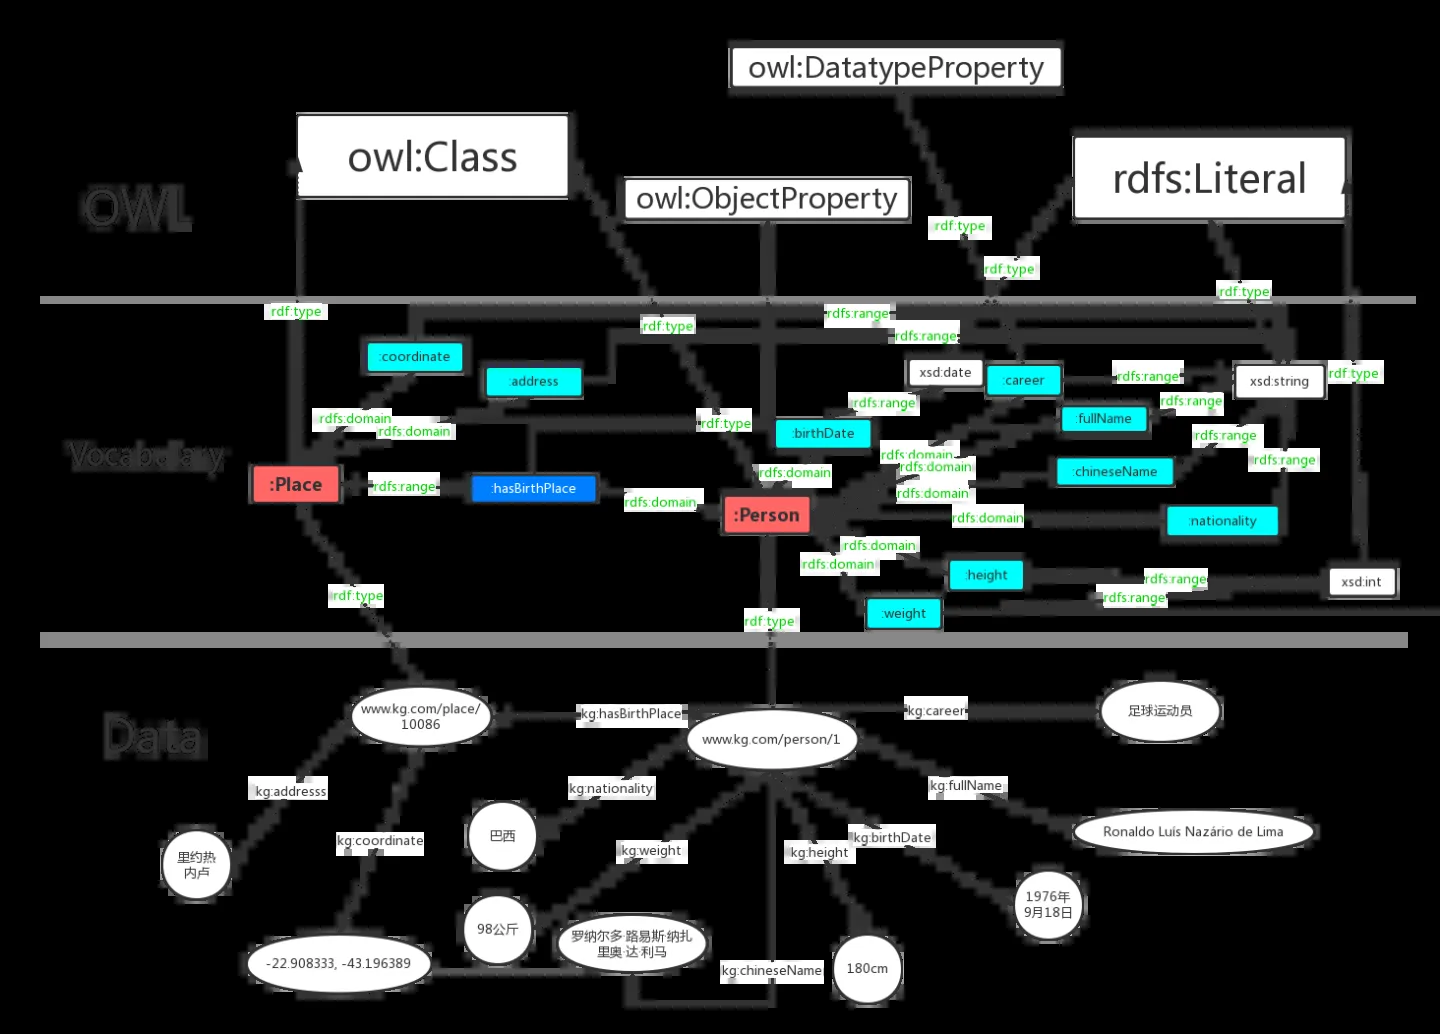 owl:DatatypeProperty
owl:Class
rdfs:Literal
owl:ObjectProperty
OWL
rdf:type
rdf:type
rdf:type
rdf:type
rdfs:range
rdf:type
rdfs:range
:coordinate
:address
xsd:date
:career
rdfs:range
xsd:string
rdf:type
rdfs:range
rdfs:range
rdfs:domain
rdfs:domain
rdf:type
:birthDate
:fullName
rdfs:range
Vocabulary
rdfs:domain
rdfs:domain
rdfs:domain
:chineseName
rdfs:range
:Place
rdfs:range
:hasBirthPlace
rdfs:domain
:Person
rdfs:domain
rdfs:domain
:nationality
rdfs:domain
rdfs:domain
:height
rdfs:range
xsd:int
rdf:type
:weight
rdfs:range
rdf:type
www.kg.com/place/
10086
kg:hasBirthPlace
www.kg.com/person/1
kg:career
足球运动员
Data
kg:addresss
kg:nationality
kg:fullName
kg:coordinate
巴西
kg:weight
kg:height
kg:birthDate
Ronaldo Luís Nazário de Lima
里约热
内卢
1976年
9月18日
98公斤
罗纳尔多·路易斯·纳扎
里奥·达·利马
-22.908333, -43.196389
kg:chineseName
180cm